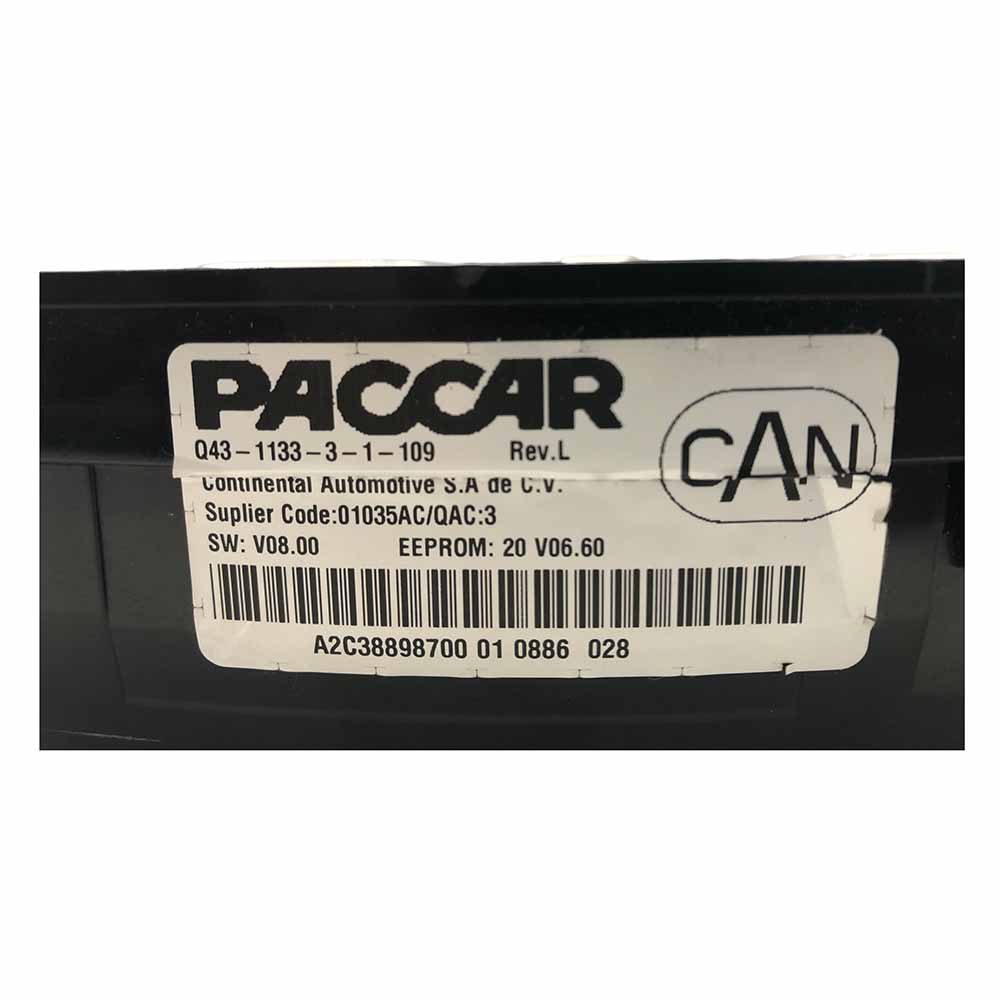 PACCAR
Q43-1133-3-1-109 Rev.L
CAN
Continental Automotive S.A de C.V.
Suplier Code:01035AC/QAC:3
SW: V08.00 EEPROM: 20 V06.60
A2C38898700 01 0886 028